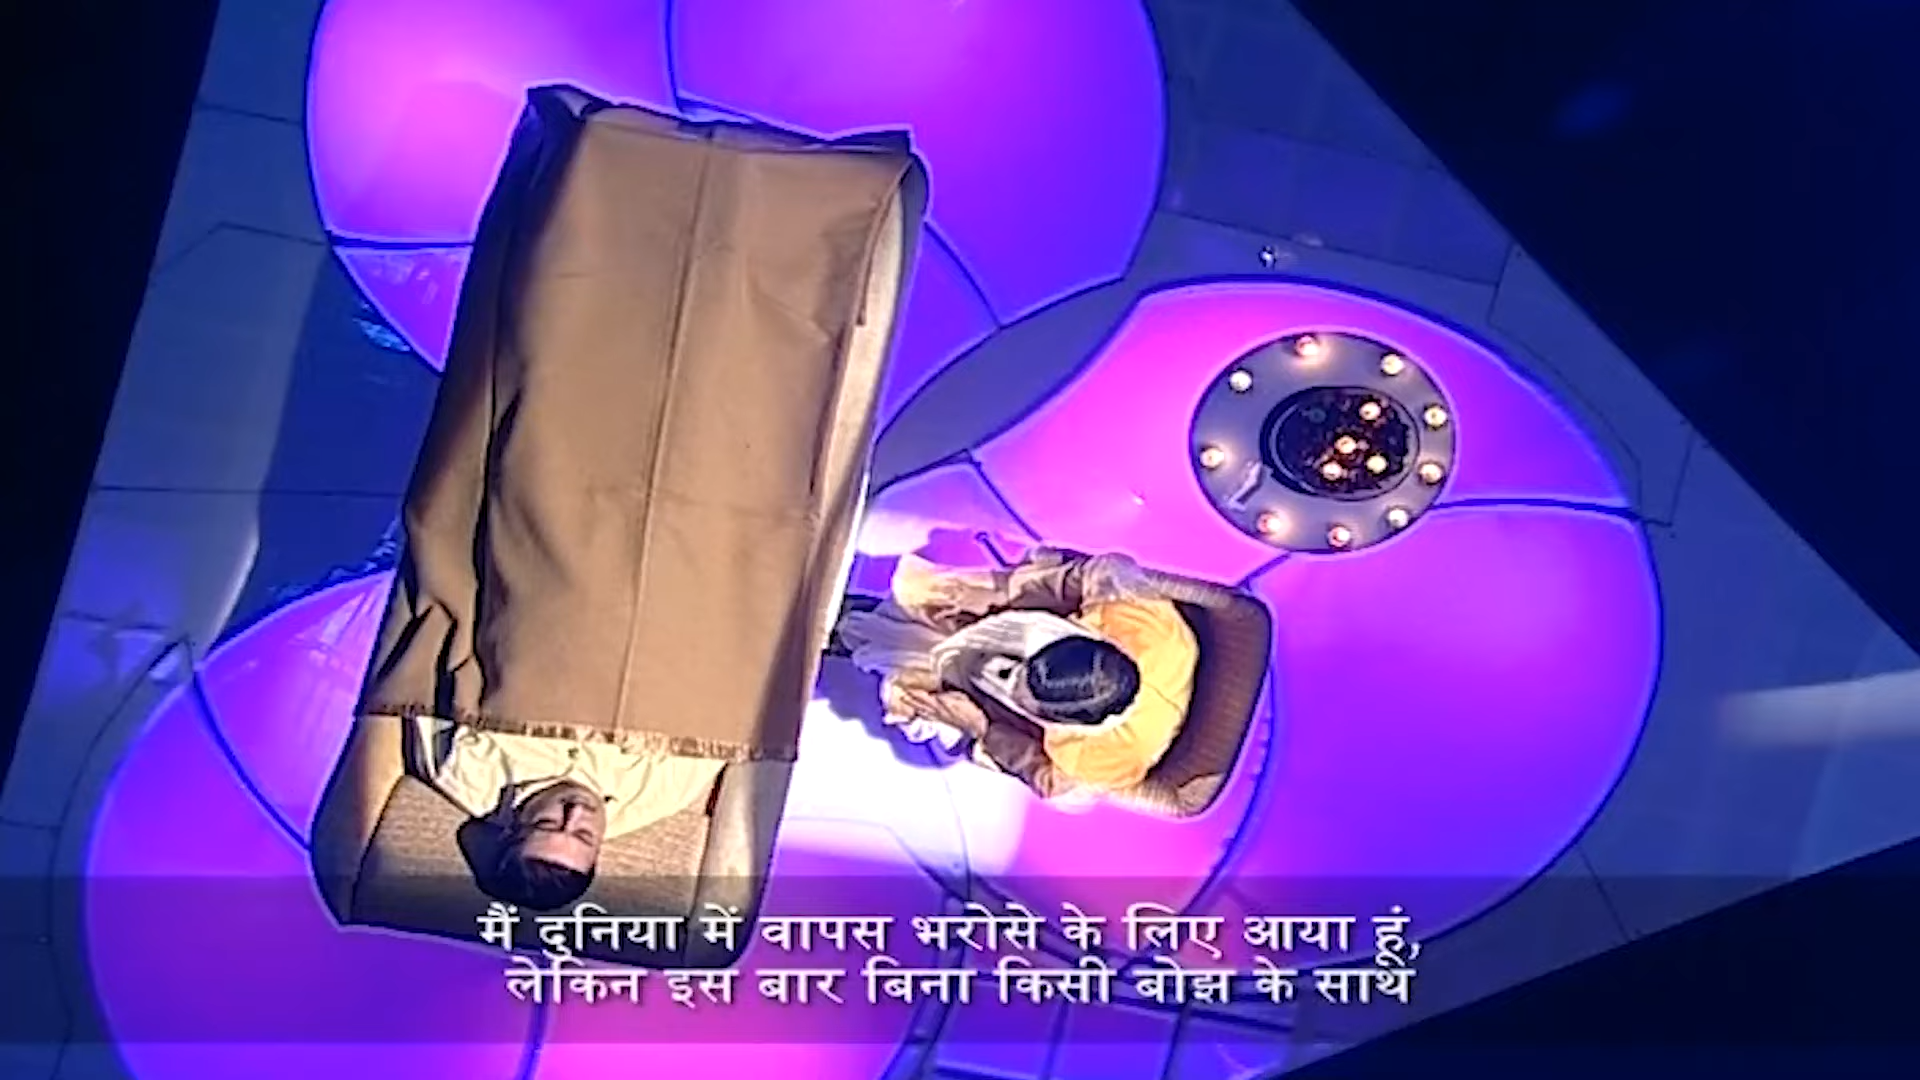 मैं दुनिया में वापस भरोसे के लिए आया हूं,
लेकिन इस बार बिना किसी बोझ के साथ